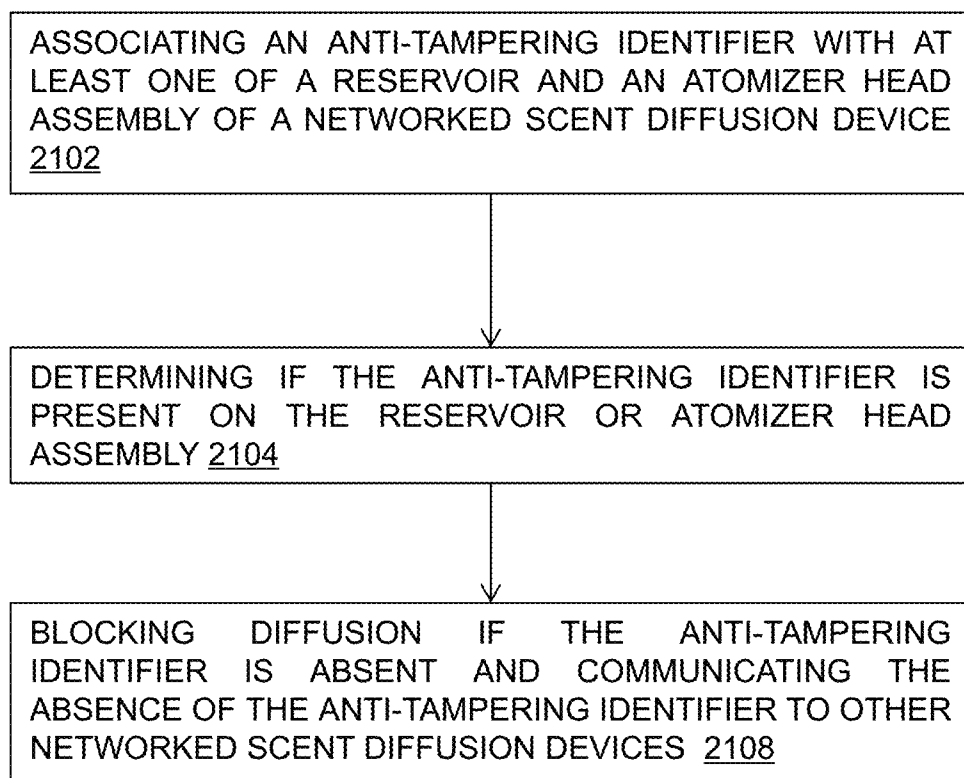 ASSOCIATING AN ANTI-TAMPERING IDENTIFIER WITH AT
LEAST ONE OF A RESERVOIR AND AN ATOMIZER HEAD
ASSEMBLY OF A NETWORKED SCENT DIFFUSION DEVICE
2102
DETERMINING IF THE ANTI-TAMPERING IDENTIFIER IS
PRESENT ON THE RESERVOIR OR ATOMIZER HEAD
ASSEMBLY 2104
BLOCKING DIFFUSION IF THE ANTI-TAMPERING
IDENTIFIER IS ABSENT AND COMMUNICATING THE
ABSENCE OF THE ANTI-TAMPERING IDENTIFIER TO OTHER
NETWORKED SCENT DIFFUSION DEVICES 2108